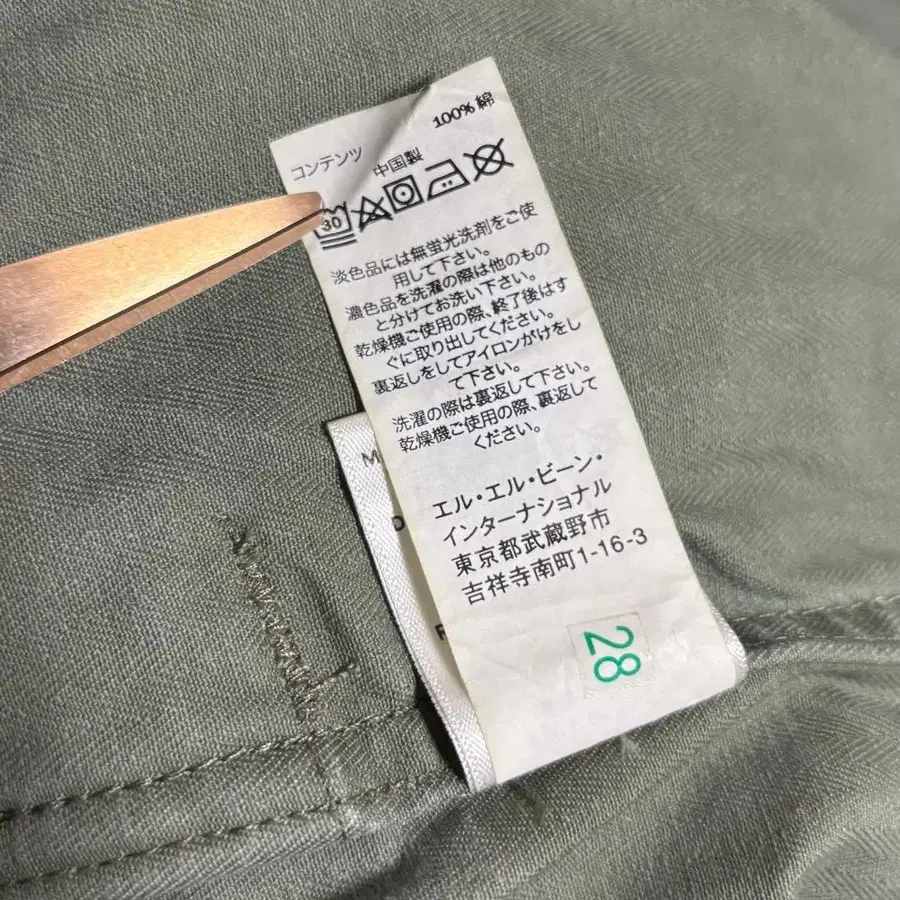 100% 綿
コンテンツ 中国製
30
淡色品には無蛍光洗剤をご使
用して下さい。
濃色品を洗濯の際は他のもの
と分けてお洗い下さい。
乾燥機ご使用の際、終了後はす
ぐに取り出してください。
裏返しをしてアイロンがけをし
て下さい。
洗濯の際は裏返して下さい。
乾燥機ご使用の際、裏返して
ください。
エル・エル・ビーン・
インターナショナル
東京都武蔵野市
吉祥寺南町1-16-3
28